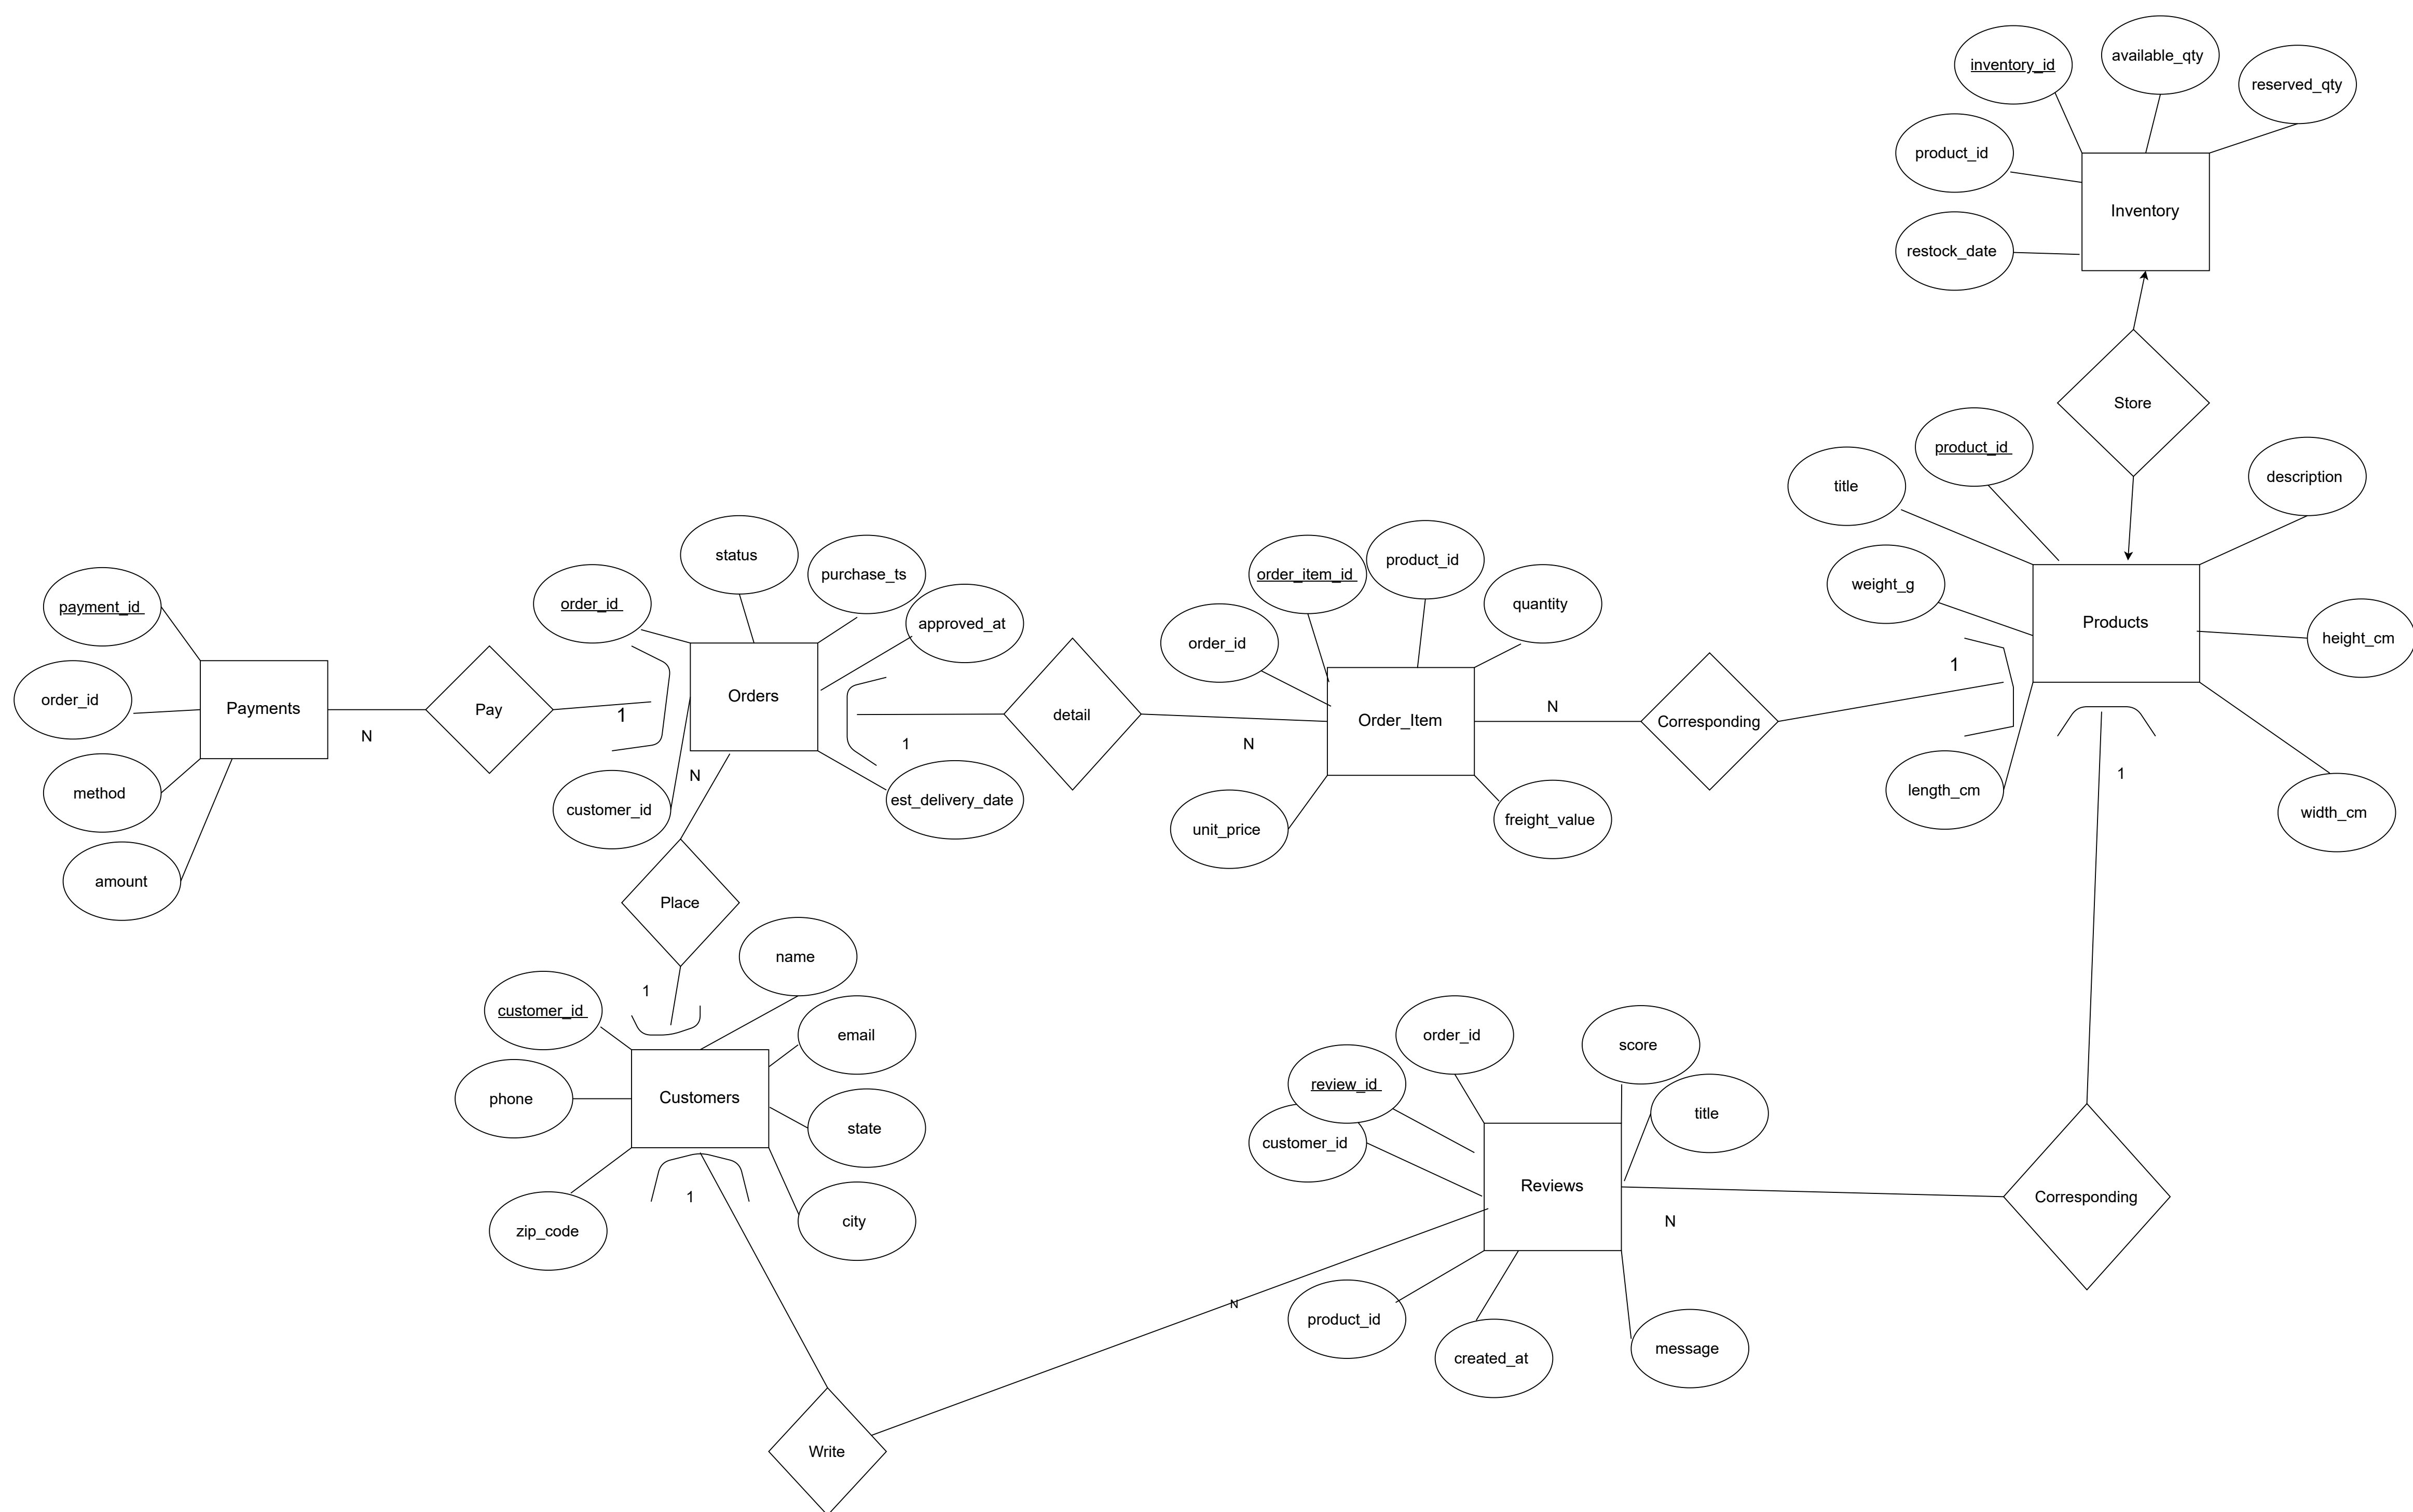 inventory_id
available_qty
reserved_qty
product_id
Inventory
restock_date
Store
product_id
title
description
weight_g
Products
height_cm
1
length_cm
width_cm
1
status
purchase_ts
order_id
approved_at
Orders
1
1
N
customer_id
est_delivery_date
payment_id
order_id
Payments
method
amount
N
Pay
detail
order_item_id
product_id
quantity
order_id
Order_Item
N
N
unit_price
freight_value
Corresponding
Place
1
name
customer_id
email
phone
Customers
state
zip_code
1
city
order_id
score
review_id
title
customer_id
Reviews
N
Corresponding
N
product_id
created_at
message
Write